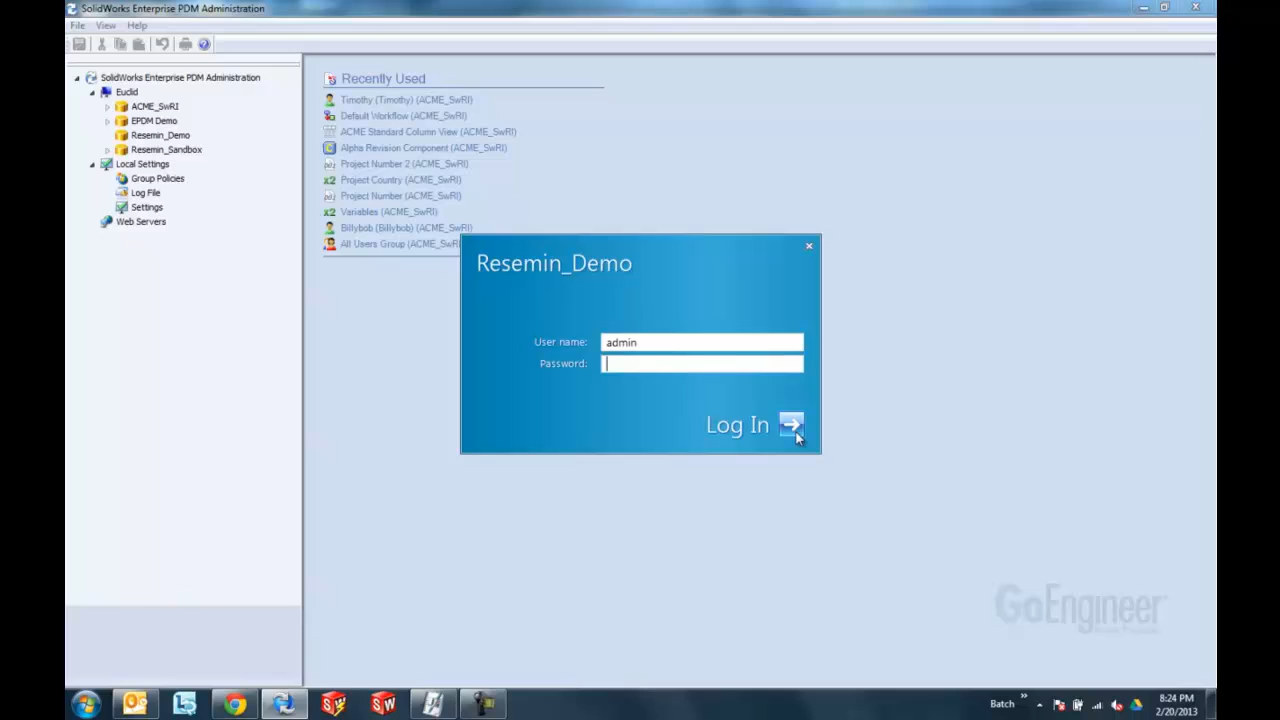 SolidWorks Enterprise PDM Administration
File View Help
SolidWorks Enterprise PDM Administration
Euclid
ACME_SwRI
EPDM Demo
Resemin_Demo
Resemin_Sandbox
Local Settings
Group Policies
Log File
Settings
Web Servers
Recently Used
Timothy (Timothy) (ACME_SwRI)
Default Workflow (ACME_SwRI)
ACME Standard Column View (ACME_SwRI)
Alpha Revision Component (ACME_SwRI)
Project Number 2 (ACME_SwRI)
Project Country (ACME_SwRI)
Project Number (ACME_SwRI)
Variables (ACME_SwRI)
Billybob (Billybob) (ACME_SwRI)
All Users Group (ACME_SwRI
Resemin_Demo
User name: admin
Password:
Log In
GoEngineer
Batch
8:24 PM
2/20/2013